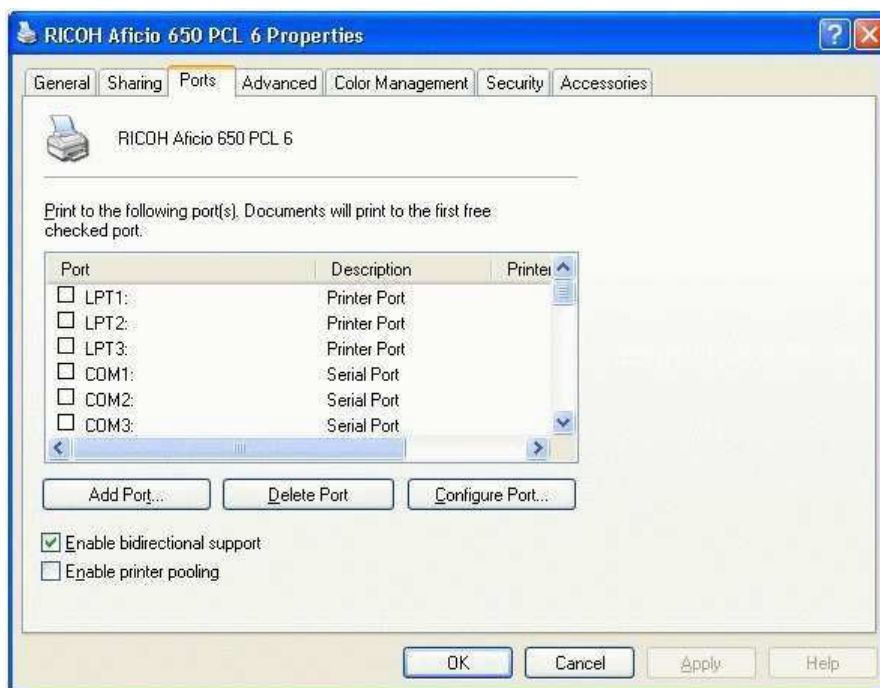 RICOH Aficio 650 PCL 6 Properties
General Sharing Ports Advanced Color Management Security Accessories
RICOH Aficio 650 PCL 6
Print to the following port(s). Documents will print to the first free
checked port.
Port Description Printer
LPT1: Printer Port
LPT2: Printer Port
LPT3: Printer Port
COM1: Serial Port
COM2: Serial Port
COM3: Serial Port
Add Port... Delete Port Configure Port...
Enable bidirectional support
Enable printer pooling
OK Cancel Apply Help